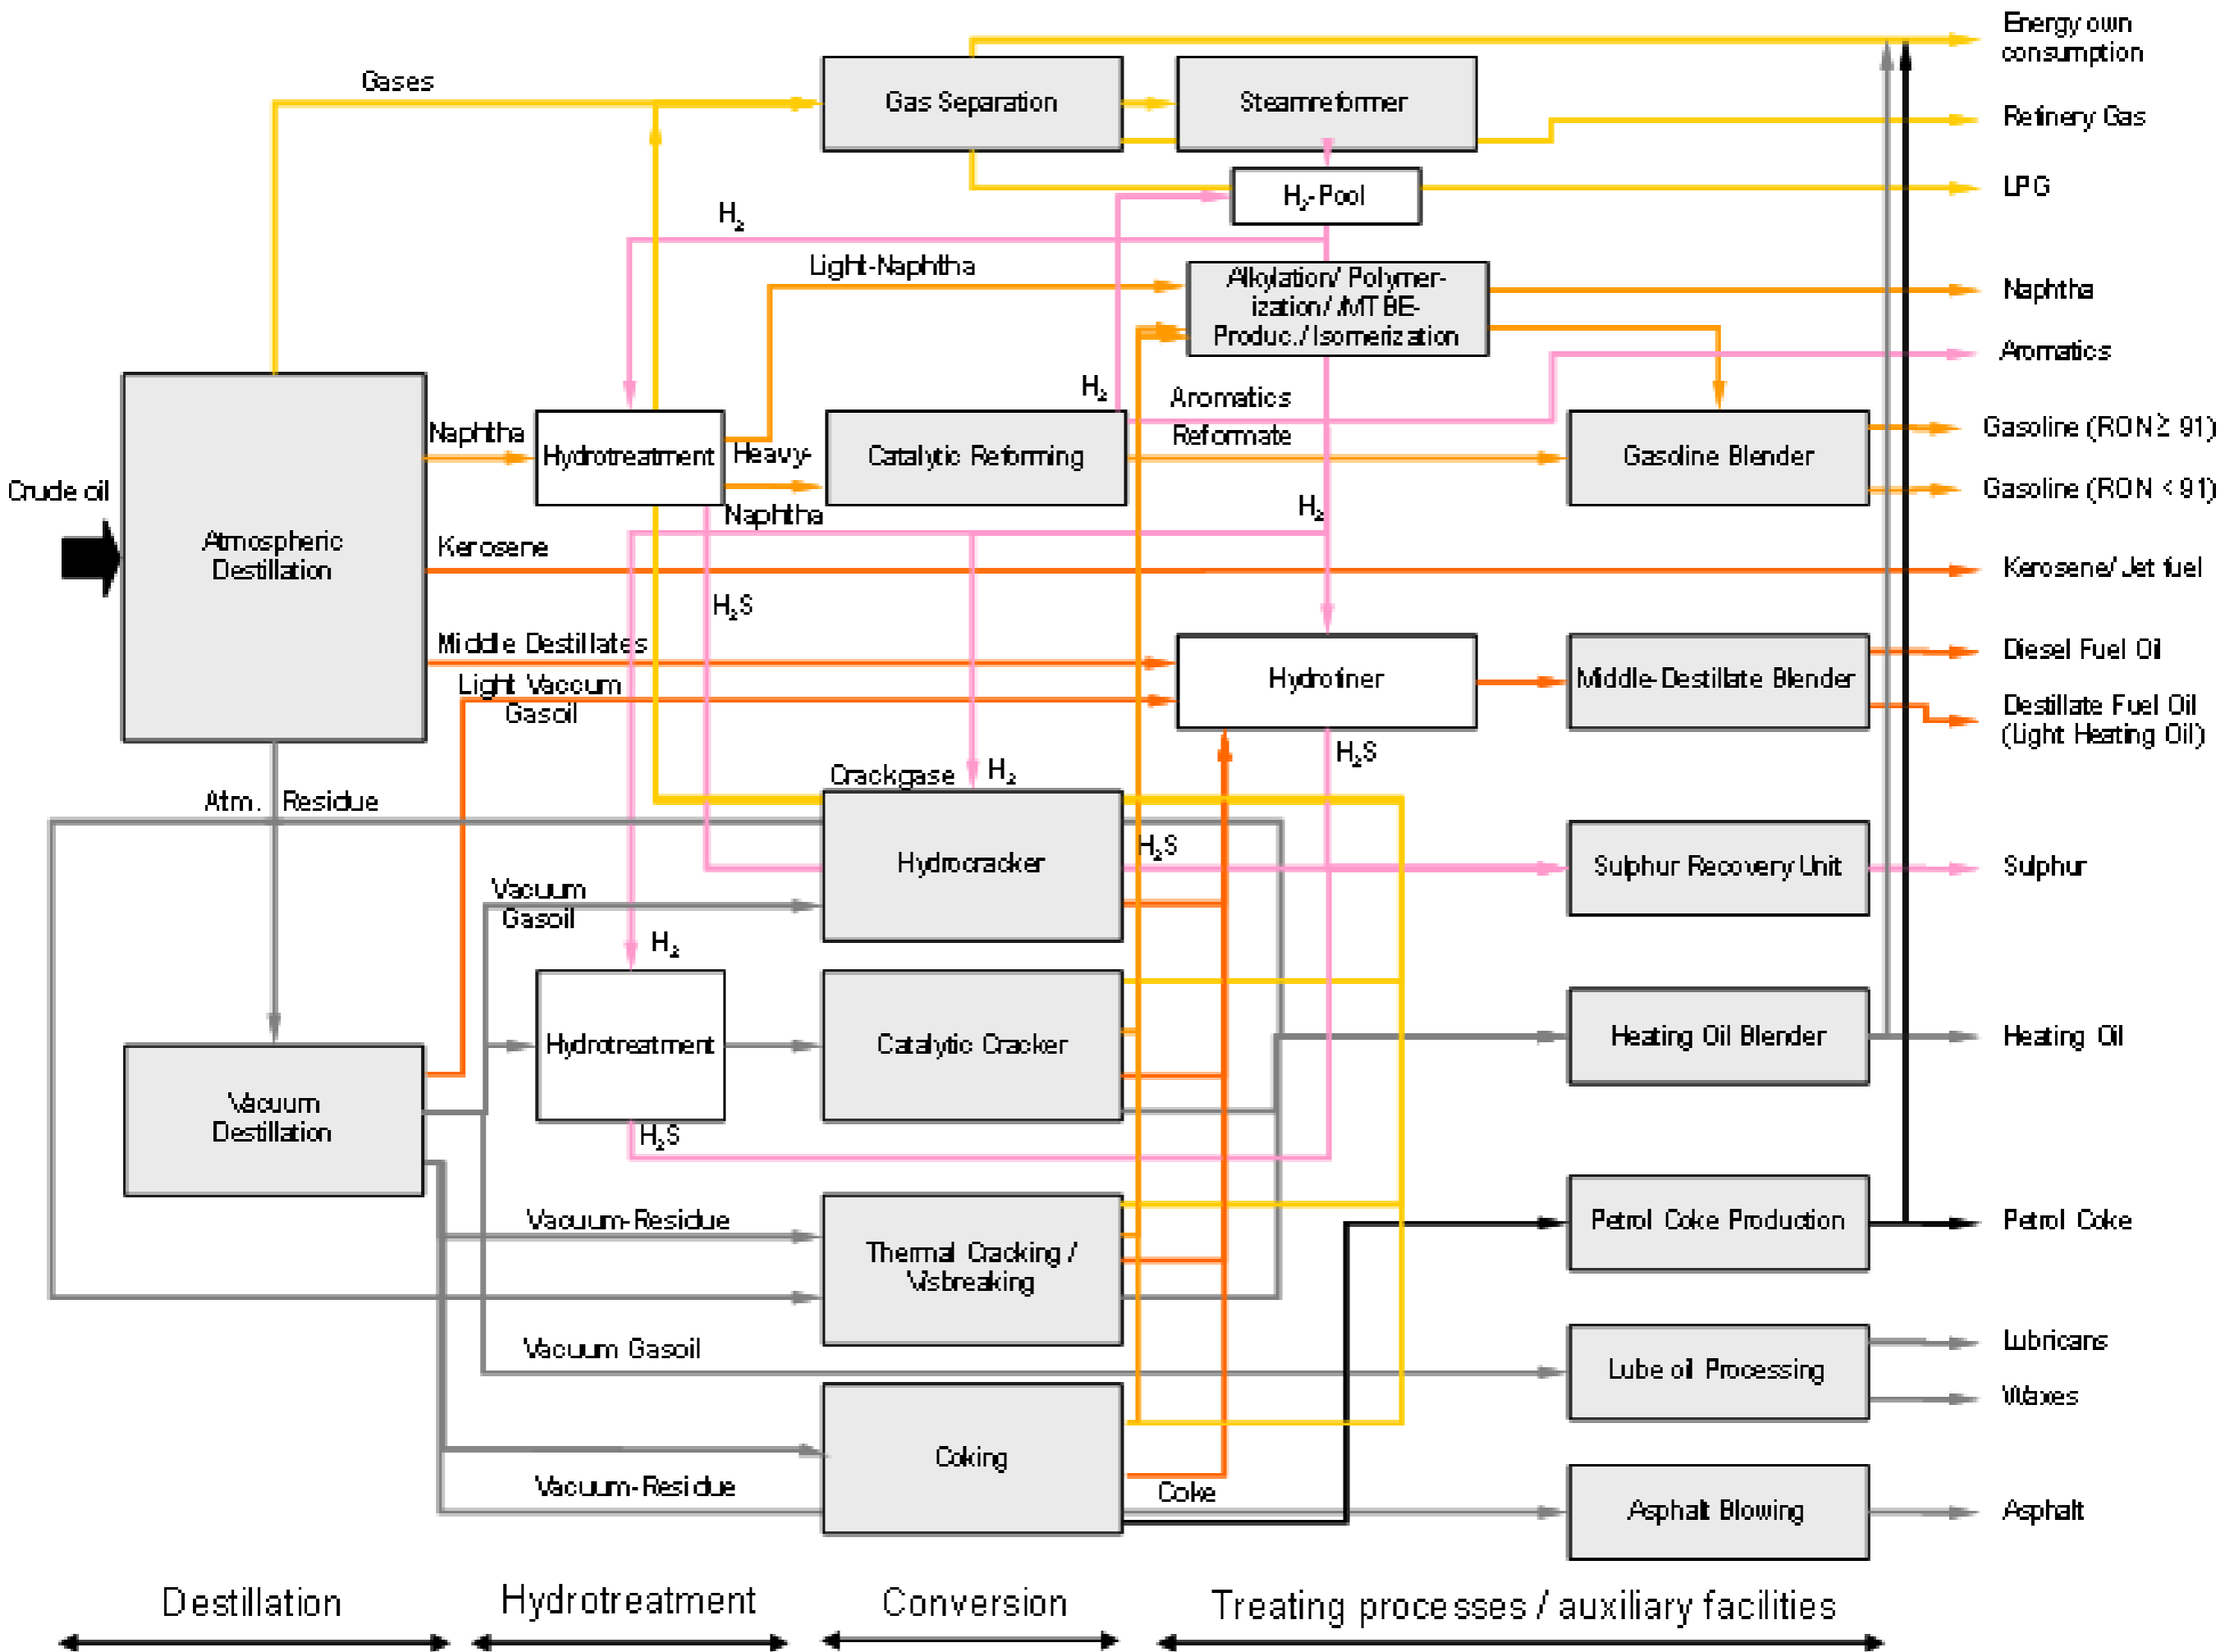 Energy own
consumption
Gases
Gas Separation
Steamreformer
Refinery Gas
H₂-Pool
LPG
H₂
Light-Naphtha
Alkylation/ Polymer-
ization/ /MTBE-
Produc./ Isomerization
Naphtha
Aromatics
H₂
Aromatics
Naphtha
Hydrotreatment
Heavy-
Naphtha
Catalytic Reforming
Reformate
Gasoline Blender
Gasoline (RON ≥ 91)
Gasoline (RON < 91)
Crude oil
Atmospheric
Destillation
H₂
Kerosene
Kerosene/ Jet fuel
H₂S
Middle Destillates
Light Vaccum
Gasoil
Hydrofiner
Middle-Destillate Blender
Diesel Fuel Oil
Destillate Fuel Oil
(Light Heating Oil)
H₂S
Crackgase
H₂
Atm. Residue
Hydrocracker
H₂S
Sulphur Recovery Unit
Sulphur
Vacuum
Gasoil
H₂
Hydrotreatment
Catalytic Cracker
Heating Oil Blender
Heating Oil
Vacuum
Destillation
H₂S
Vacuum-Residue
Thermal Cracking /
Visbreaking
Petrol Coke Production
Petrol Coke
Vacuum Gasoil
Lube oil Processing
Lubricans
Waxes
Coking
Vacuum-Residue
Coke
Asphalt Blowing
Asphalt
Destillation
Hydrotreatment
Conversion
Treating processes / auxiliary facilities